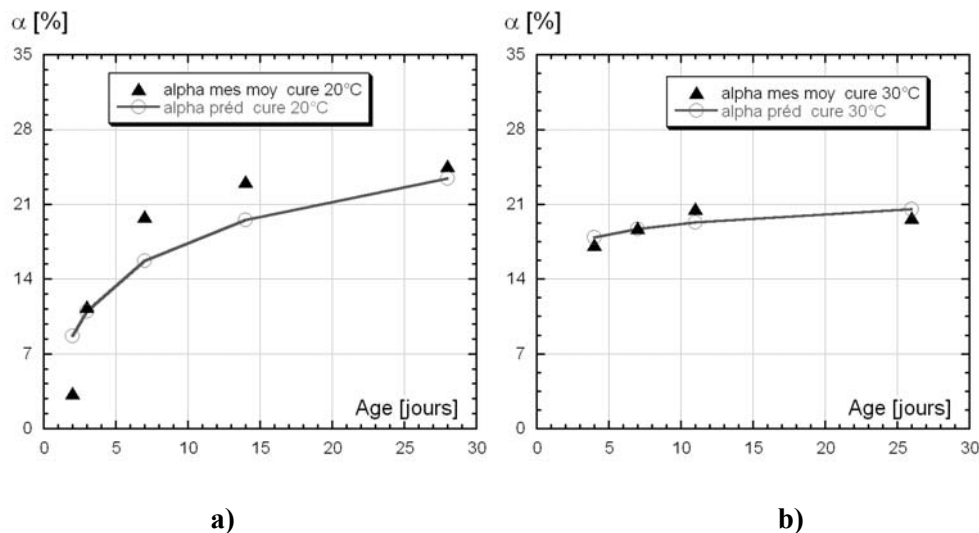 α [%]
35
28
21
14
7
0
alpha mes moy cure 20°C
alpha préd cure 20°C
Age [jours]
0 5 10 15 20 25 30
a)
α [%]
35
28
21
14
7
0
alpha mes moy cure 30°C
alpha préd cure 30°C
Age [jours]
0 5 10 15 20 25 30
b)